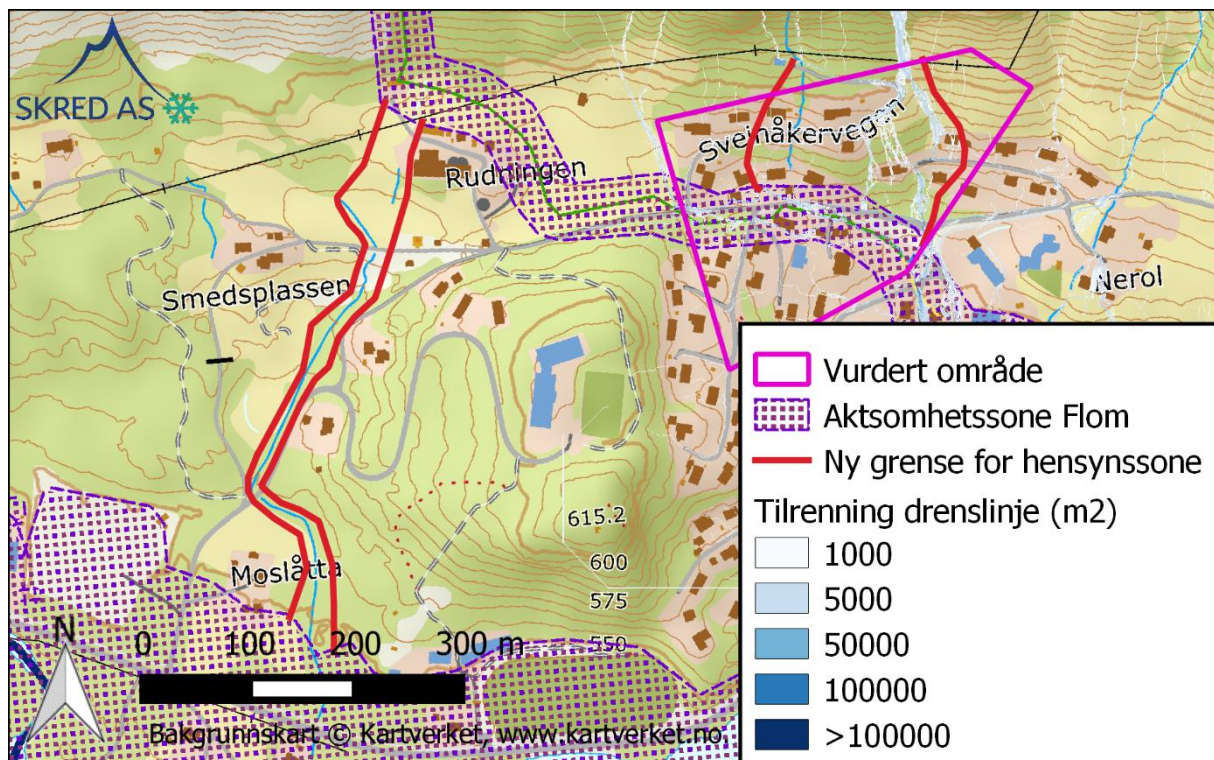 SKRED AS
Sveinåkervegen
Rudningen
Smedsplassen
Nerol
Moslåtta
615.2
600
575
550
N
0 100 200 300 m
Bakgrunnskart © Kartverket, www.kartverket.no.
Vurdert område
Aktsomhetssone Flom
Ny grense for hensynssone
Tilrenning drenslinje (m2)
1000
5000
50000
100000
>100000